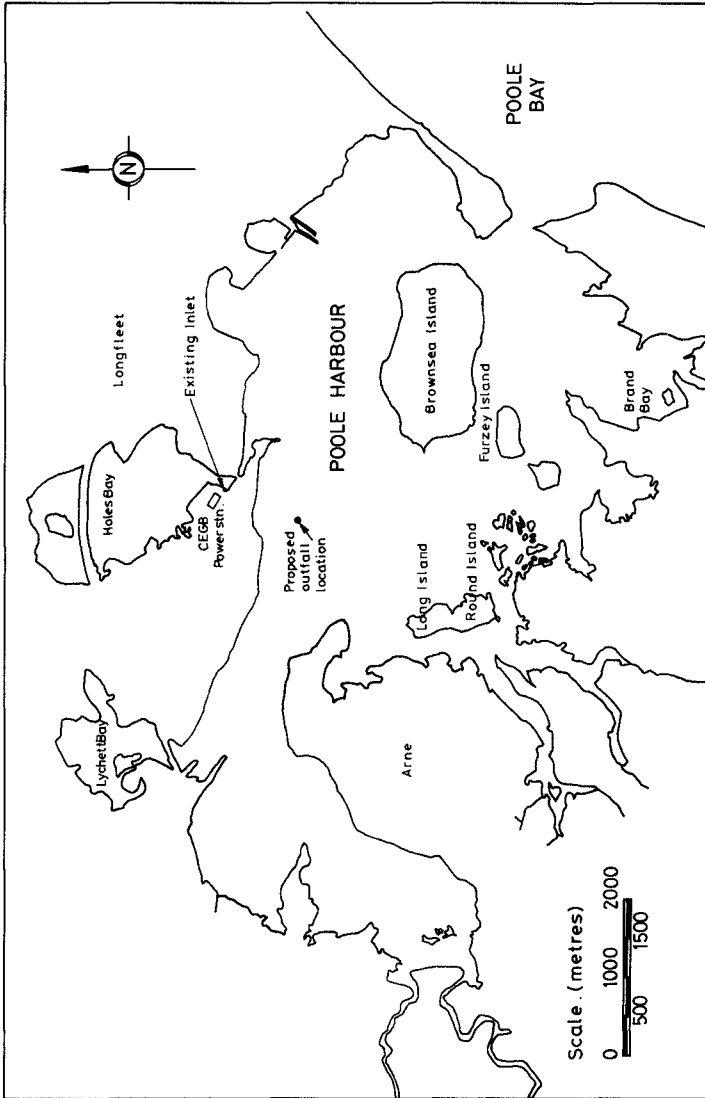 POOLE
BAY
N
Longfleet
Existing Inlet
Holes Bay
CEGB
Power stn.
Lychett Bay
POOLE HARBOUR
Proposed
outfall
location
Brownsea Island
Furzey Island
Long Island
Round Island
Arne
Brand
Bay
Scale . (metres)
0 1000 2000
500 1500